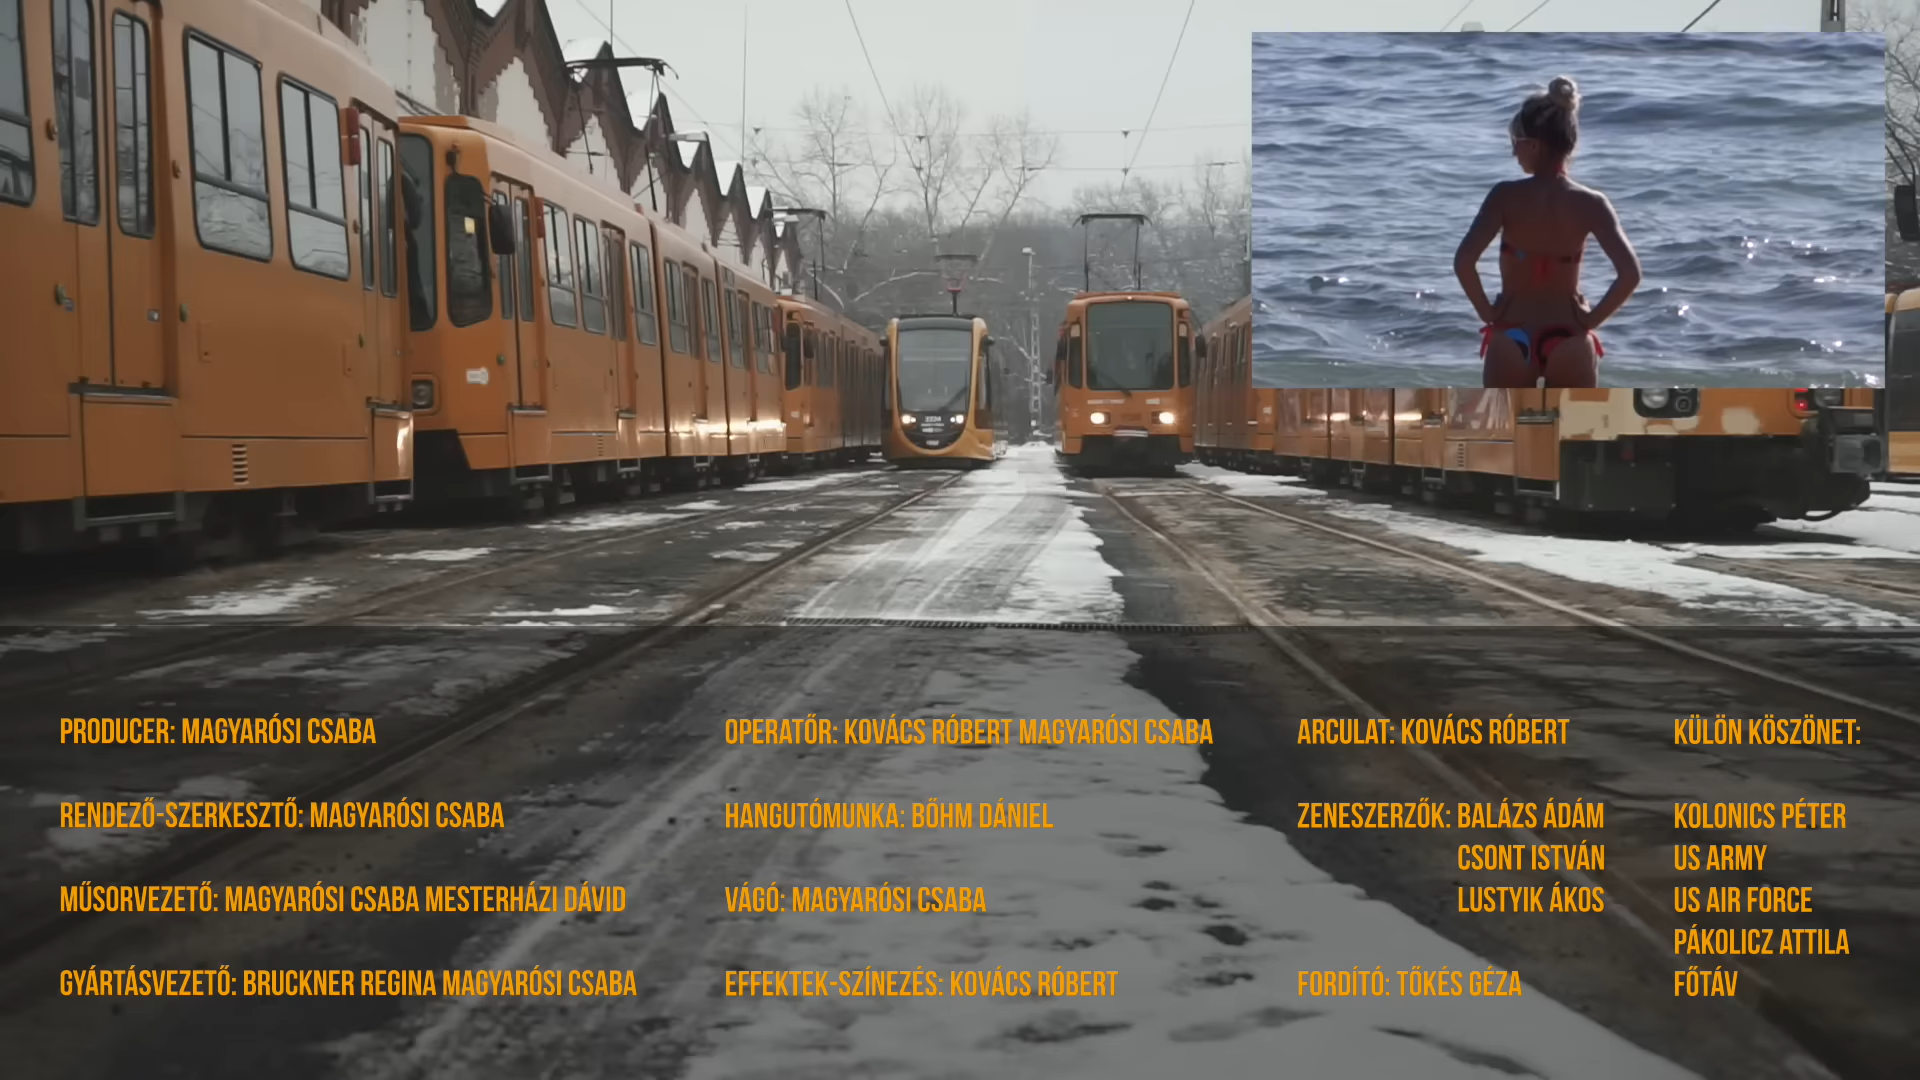 PRODUCER: MAGYARÓSI CSABA
RENDEZŐ-SZERKESZTŐ: MAGYARÓSI CSABA
MŰSORVEZETŐ: MAGYARÓSI CSABA MESTERHÁZI DÁVID
GYÁRTÁSVEZETŐ: BRUCKNER REGINA MAGYARÓSI CSABA
OPERATŐR: KOVÁCS RÓBERT MAGYARÓSI CSABA
HANGUTÓMUNKA: BŐHM DÁNIEL
VÁGÓ: MAGYARÓSI CSABA
EFFEKTEK-SZÍNEZÉS: KOVÁCS RÓBERT
ARCULAT: KOVÁCS RÓBERT
ZENESZERZŐK: BALÁZS ÁDÁM
CSONT ISTVÁN
LUSTYIK ÁKOS
FORDÍTÓ: TŐKÉS GÉZA
KÜLÖN KÖSZÖNET:
KOLONICS PÉTER
US ARMY
US AIR FORCE
PÁKOLICZ ATTILA
FŐTÁV